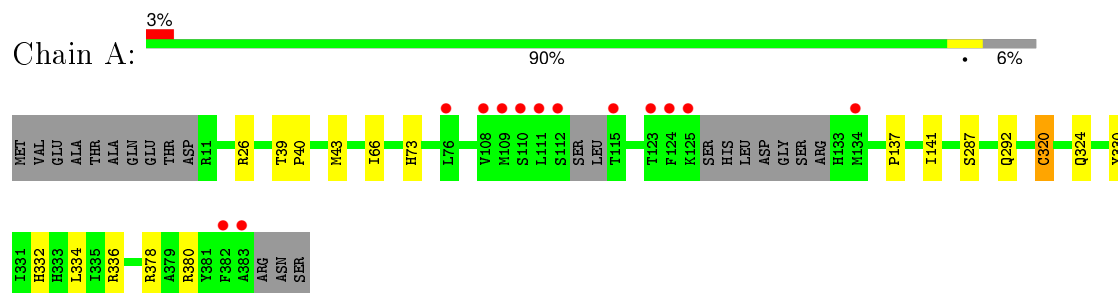 3%
Chain A:
90% • 6%
MET VAL GLU ALA THR ALA GLN GLU THR ASP R11 R26 T39 P40 M43 I66 H73 L76 V108 M109 S110 L111 S112 SER LEU T115 T123 F124 K125 SER HIS LEU ASP GLY SER ARG H133 M134 P137 I141 S287 Q292 C320 Q324 Y330
I331 H332 H333 L334 I335 R336 R378 A379 R380 Y381 F382 A383 ARG ASN SER